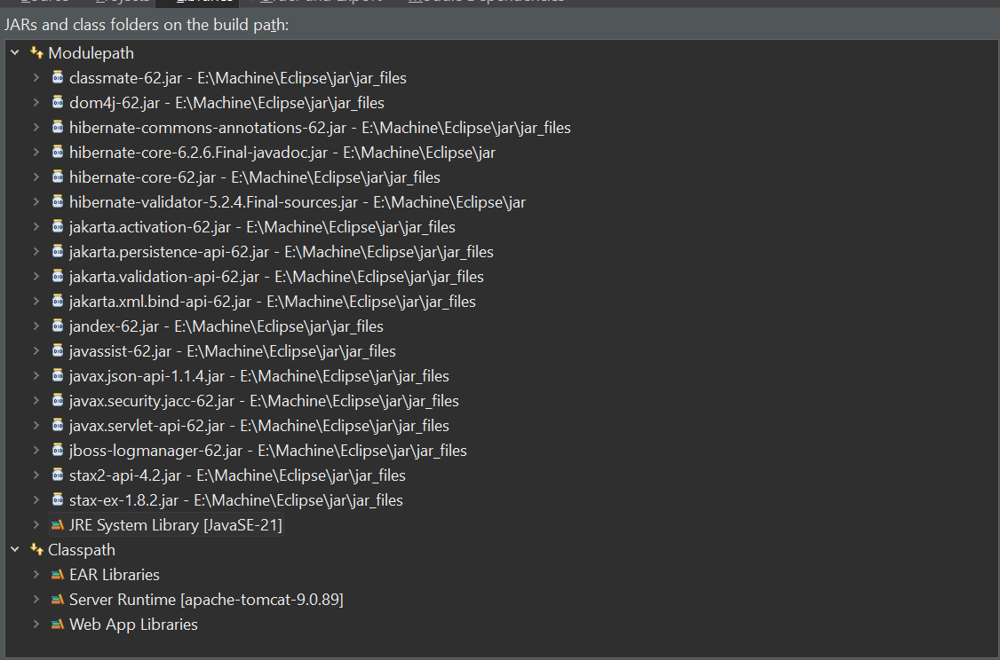 JARs and class folders on the build path:
Modulepath
classmate-62.jar - E:\Machine\Eclipse\jar\jar_files
dom4j-62.jar - E:\Machine\Eclipse\jar\jar_files
hibernate-commons-annotations-62.jar - E:\Machine\Eclipse\jar\jar_files
hibernate-core-6.2.6.Final-javadoc.jar - E:\Machine\Eclipse\jar
hibernate-core-62.jar - E:\Machine\Eclipse\jar\jar_files
hibernate-validator-5.2.4.Final-sources.jar - E:\Machine\Eclipse\jar
jakarta.activation-62.jar - E:\Machine\Eclipse\jar\jar_files
jakarta.persistence-api-62.jar - E:\Machine\Eclipse\jar\jar_files
jakarta.validation-api-62.jar - E:\Machine\Eclipse\jar\jar_files
jakarta.xml.bind-api-62.jar - E:\Machine\Eclipse\jar\jar_files
jandex-62.jar - E:\Machine\Eclipse\jar\jar_files
javassist-62.jar - E:\Machine\Eclipse\jar\jar_files
javax.json-api-1.1.4.jar - E:\Machine\Eclipse\jar\jar_files
javax.security.jacc-62.jar - E:\Machine\Eclipse\jar\jar_files
javax.servlet-api-62.jar - E:\Machine\Eclipse\jar\jar_files
jboss-logmanager-62.jar - E:\Machine\Eclipse\jar\jar_files
stax2-api-4.2.jar - E:\Machine\Eclipse\jar\jar_files
stax-ex-1.8.2.jar - E:\Machine\Eclipse\jar\jar_files
JRE System Library [JavaSE-21]
Classpath
EAR Libraries
Server Runtime [apache-tomcat-9.0.89]
Web App Libraries